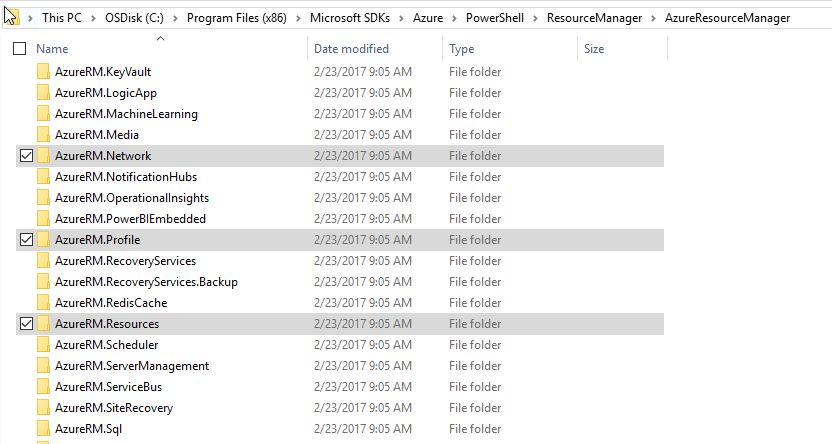 This PC > OSDisk (C:) > Program Files (x86) > Microsoft SDKs > Azure > PowerShell > ResourceManager > AzureResourceManager
Name Date modified Type Size
AzureRM.KeyVault 2/23/2017 9:05 AM File folder
AzureRM.LogicApp 2/23/2017 9:05 AM File folder
AzureRM.MachineLearning 2/23/2017 9:05 AM File folder
AzureRM.Media 2/23/2017 9:05 AM File folder
AzureRM.Network 2/23/2017 9:05 AM File folder
AzureRM.NotificationHubs 2/23/2017 9:05 AM File folder
AzureRM.OperationalInsights 2/23/2017 9:05 AM File folder
AzureRM.PowerBIEmbedded 2/23/2017 9:05 AM File folder
AzureRM.Profile 2/23/2017 9:05 AM File folder
AzureRM.RecoveryServices 2/23/2017 9:05 AM File folder
AzureRM.RecoveryServices.Backup 2/23/2017 9:05 AM File folder
AzureRM.RedisCache 2/23/2017 9:05 AM File folder
AzureRM.Resources 2/23/2017 9:05 AM File folder
AzureRM.Scheduler 2/23/2017 9:05 AM File folder
AzureRM.ServerManagement 2/23/2017 9:05 AM File folder
AzureRM.ServiceBus 2/23/2017 9:05 AM File folder
AzureRM.SiteRecovery 2/23/2017 9:05 AM File folder
AzureRM.Sql 2/23/2017 9:05 AM File folder